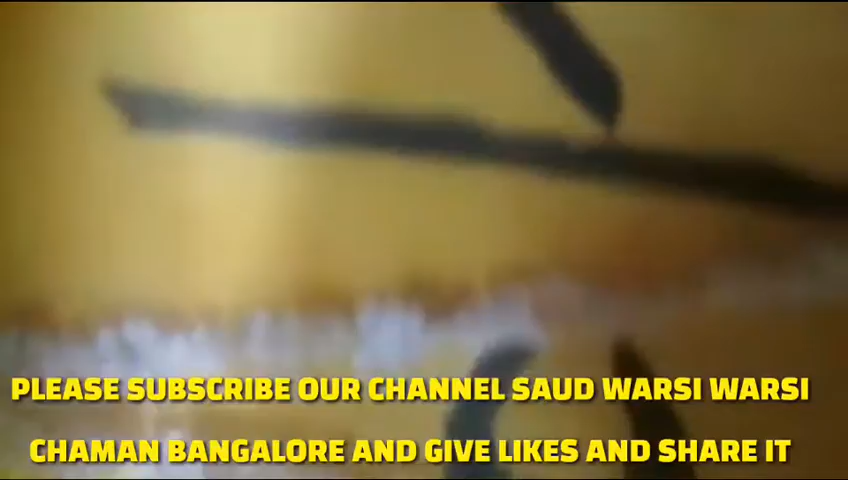 PLEASE SUBSCRIBE OUR CHANNEL SAUD WARSI WARSI
CHAMAN BANGALORE AND GIVE LIKES AND SHARE IT